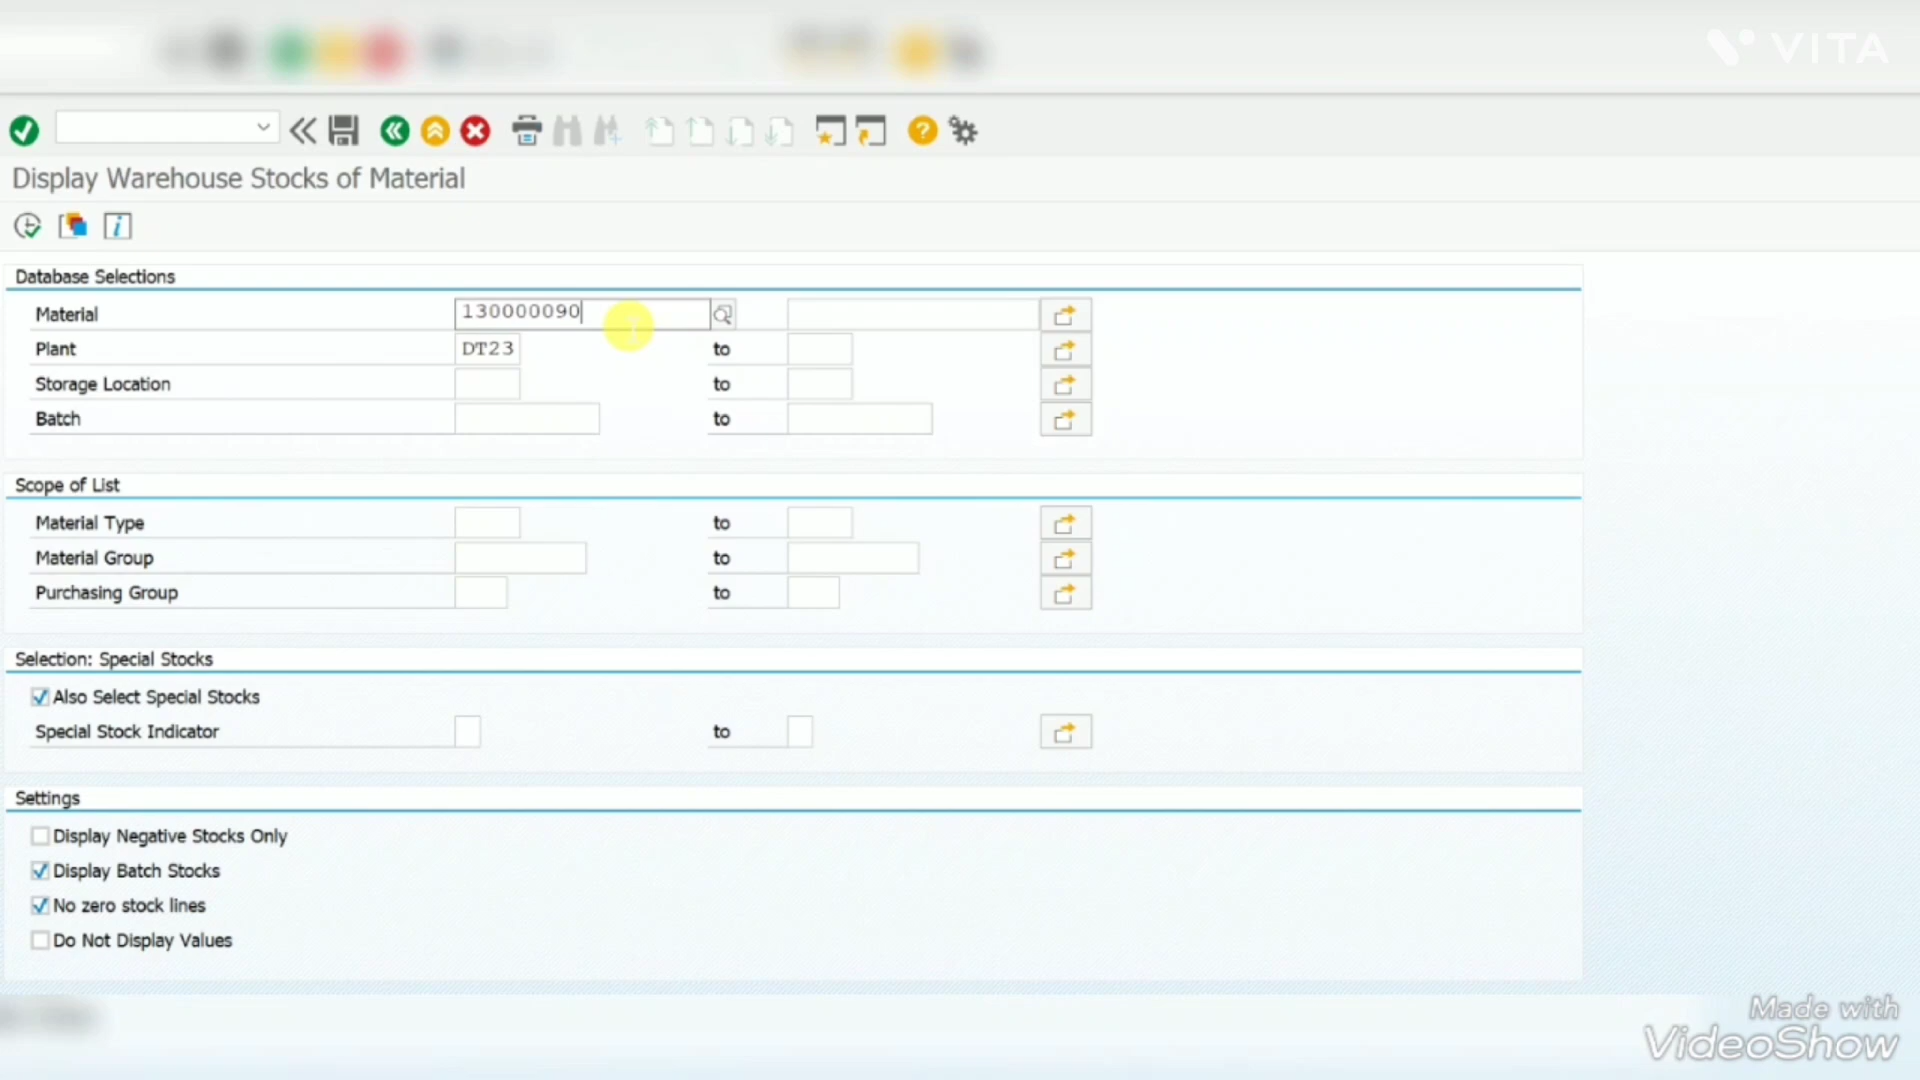 VITA
Display Warehouse Stocks of Material
Database Selections
Material 130000090
Plant DT23 to
Storage Location to
Batch to
Scope of List
Material Type to
Material Group to
Purchasing Group to
Selection: Special Stocks
Also Select Special Stocks
Special Stock Indicator to
Settings
Display Negative Stocks Only
Display Batch Stocks
No zero stock lines
Do Not Display Values
Made with
VideoShow